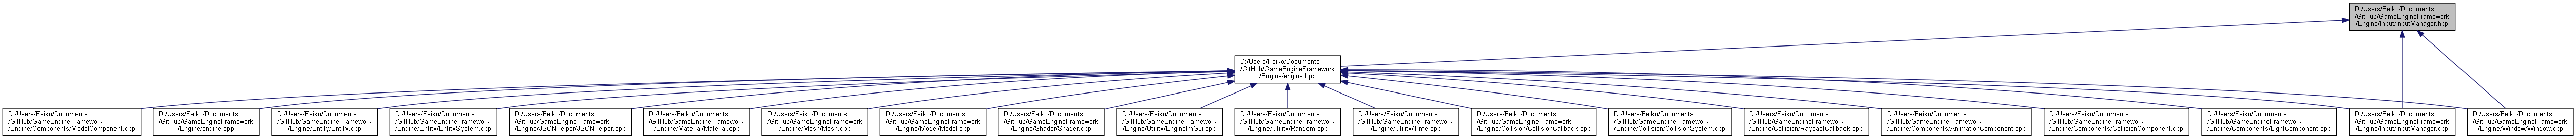 D:/Users/Feiko/Documents
/GitHub/GameEngineFramework
/Engine/Input/InputManager.hpp
D:/Users/Feiko/Documents
/GitHub/GameEngineFramework
/Engine/engine.hpp
D:/Users/Feiko/Documents
/GitHub/GameEngineFramework
/Engine/Components/ModelComponent.cpp
D:/Users/Feiko/Documents
/GitHub/GameEngineFramework
/Engine/engine.cpp
D:/Users/Feiko/Documents
/GitHub/GameEngineFramework
/Engine/Entity/Entity.cpp
D:/Users/Feiko/Documents
/GitHub/GameEngineFramework
/Engine/Entity/EntitySystem.cpp
D:/Users/Feiko/Documents
/GitHub/GameEngineFramework
/Engine/JSONHelper/JSONHelper.cpp
D:/Users/Feiko/Documents
/GitHub/GameEngineFramework
/Engine/Material/Material.cpp
D:/Users/Feiko/Documents
/GitHub/GameEngineFramework
/Engine/Mesh/Mesh.cpp
D:/Users/Feiko/Documents
/GitHub/GameEngineFramework
/Engine/Model/Model.cpp
D:/Users/Feiko/Documents
/GitHub/GameEngineFramework
/Engine/Shader/Shader.cpp
D:/Users/Feiko/Documents
/GitHub/GameEngineFramework
/Engine/Utility/EngineImGui.cpp
D:/Users/Feiko/Documents
/GitHub/GameEngineFramework
/Engine/Utility/Random.cpp
D:/Users/Feiko/Documents
/GitHub/GameEngineFramework
/Engine/Utility/Time.cpp
D:/Users/Feiko/Documents
/GitHub/GameEngineFramework
/Engine/Collision/CollisionCallback.cpp
D:/Users/Feiko/Documents
/GitHub/GameEngineFramework
/Engine/Collision/CollisionSystem.cpp
D:/Users/Feiko/Documents
/GitHub/GameEngineFramework
/Engine/Collision/RaycastCallback.cpp
D:/Users/Feiko/Documents
/GitHub/GameEngineFramework
/Engine/Components/AnimationComponent.cpp
D:/Users/Feiko/Documents
/GitHub/GameEngineFramework
/Engine/Components/CollisionComponent.cpp
D:/Users/Feiko/Documents
/GitHub/GameEngineFramework
/Engine/Components/LightComponent.cpp
D:/Users/Feiko/Documents
/GitHub/GameEngineFramework
/Engine/Input/InputManager.cpp
D:/Users/Feiko/Documents
/GitHub/GameEngineFramework
/Engine/Window/Window.cpp